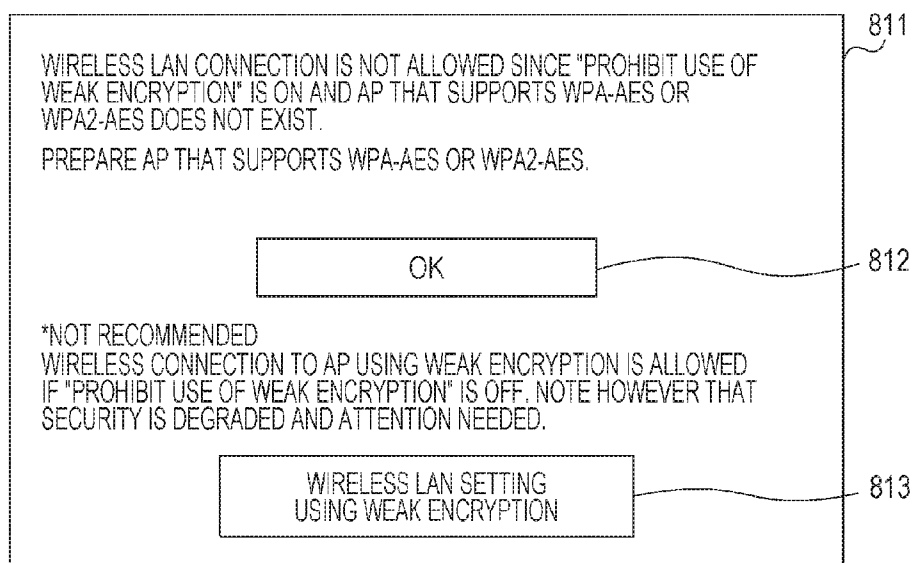 811
WIRELESS LAN CONNECTION IS NOT ALLOWED SINCE "PROHIBIT USE OF
WEAK ENCRYPTION" IS ON AND AP THAT SUPPORTS WPA-AES OR
WPA2-AES DOES NOT EXIST.
PREPARE AP THAT SUPPORTS WPA-AES OR WPA2-AES.
OK
812
*NOT RECOMMENDED
WIRELESS CONNECTION TO AP USING WEAK ENCRYPTION IS ALLOWED
IF "PROHIBIT USE OF WEAK ENCRYPTION" IS OFF. NOTE HOWEVER THAT
SECURITY IS DEGRADED AND ATTENTION NEEDED.
WIRELESS LAN SETTING
USING WEAK ENCRYPTION
813